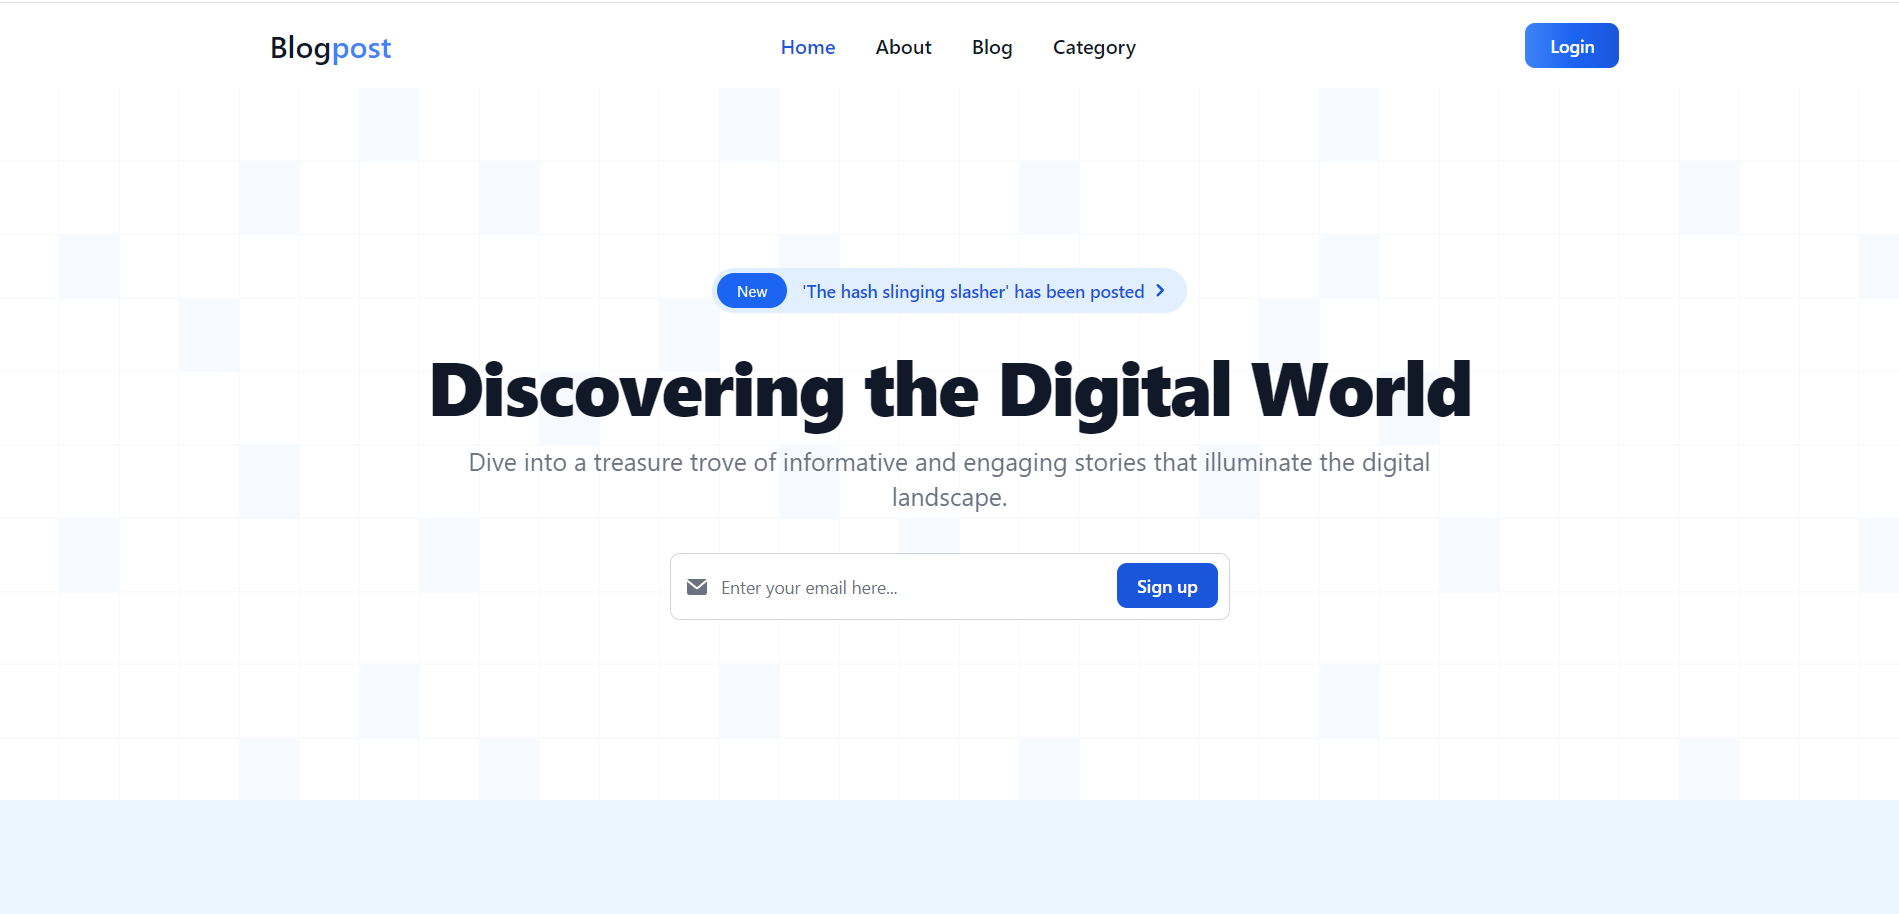 Blogpost
Home About Blog Category
Login
New 'The hash slinging slasher' has been posted
Discovering the Digital World
Dive into a treasure trove of informative and engaging stories that illuminate the digital
landscape.
Enter your email here...
Sign up